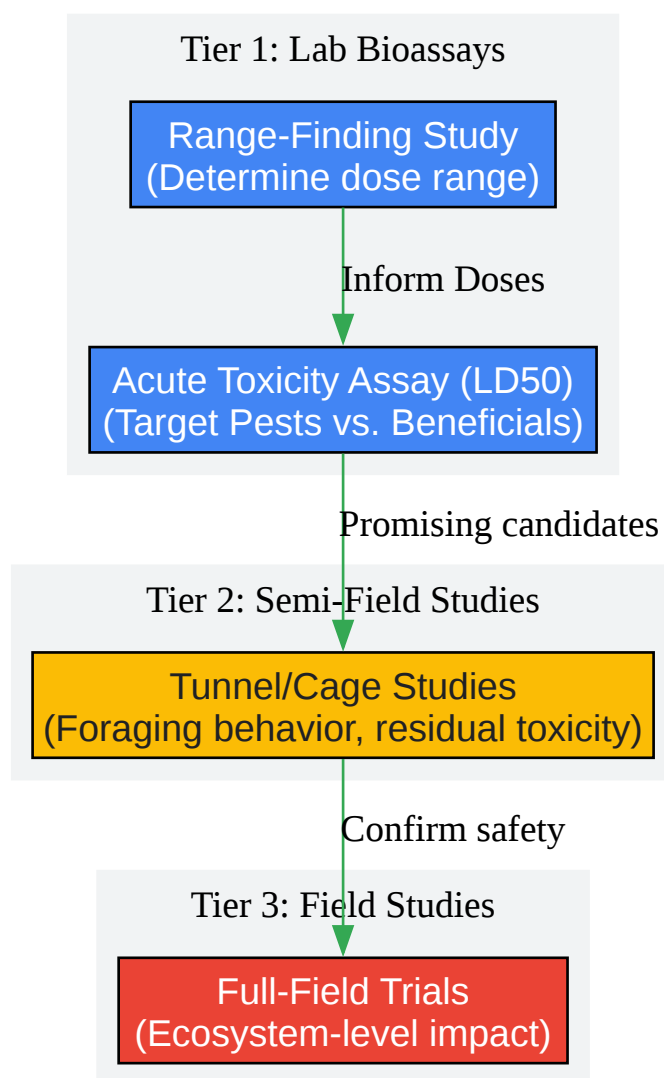 Tier 1: Lab Bioassays
Range-Finding Study
(Determine dose range)
Inform Doses
Acute Toxicity Assay (LD50)
(Target Pests vs. Beneficials)
Promising candidates
Tier 2: Semi-Field Studies
Tunnel/Cage Studies
(Foraging behavior, residual toxicity)
Confirm safety
Tier 3: Field Studies
Full-Field Trials
(Ecosystem-level impact)